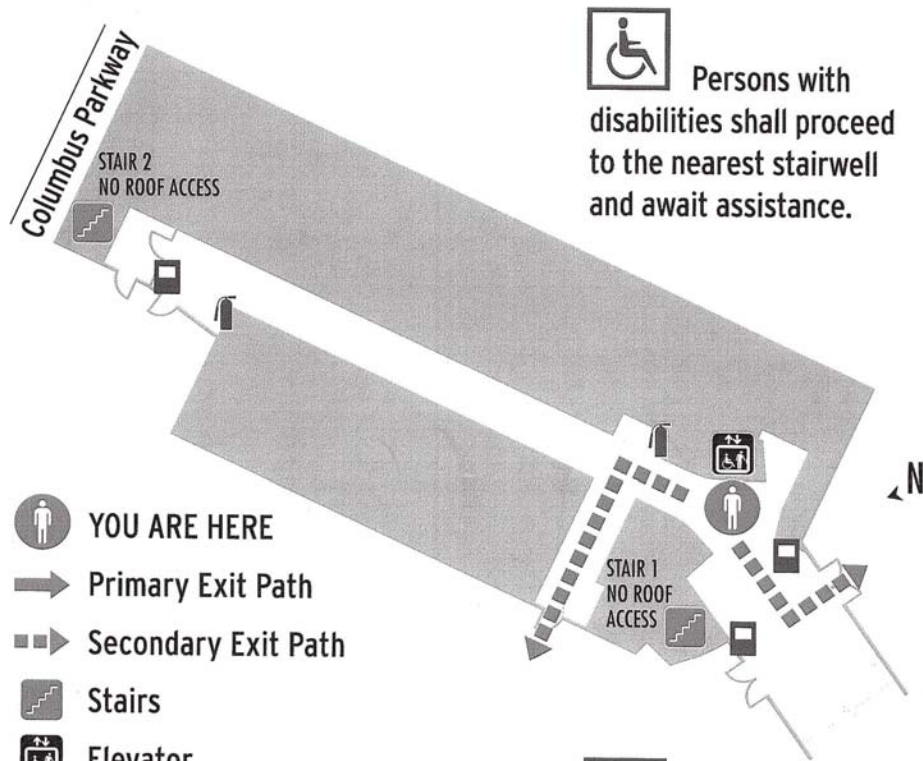 Columbus Parkway
STAIR 2
NO ROOF ACCESS
Persons with
disabilities shall proceed
to the nearest stairwell
and await assistance.
N
STAIR 1
NO ROOF
ACCESS
YOU ARE HERE
Primary Exit Path
Secondary Exit Path
Stairs
Elevator